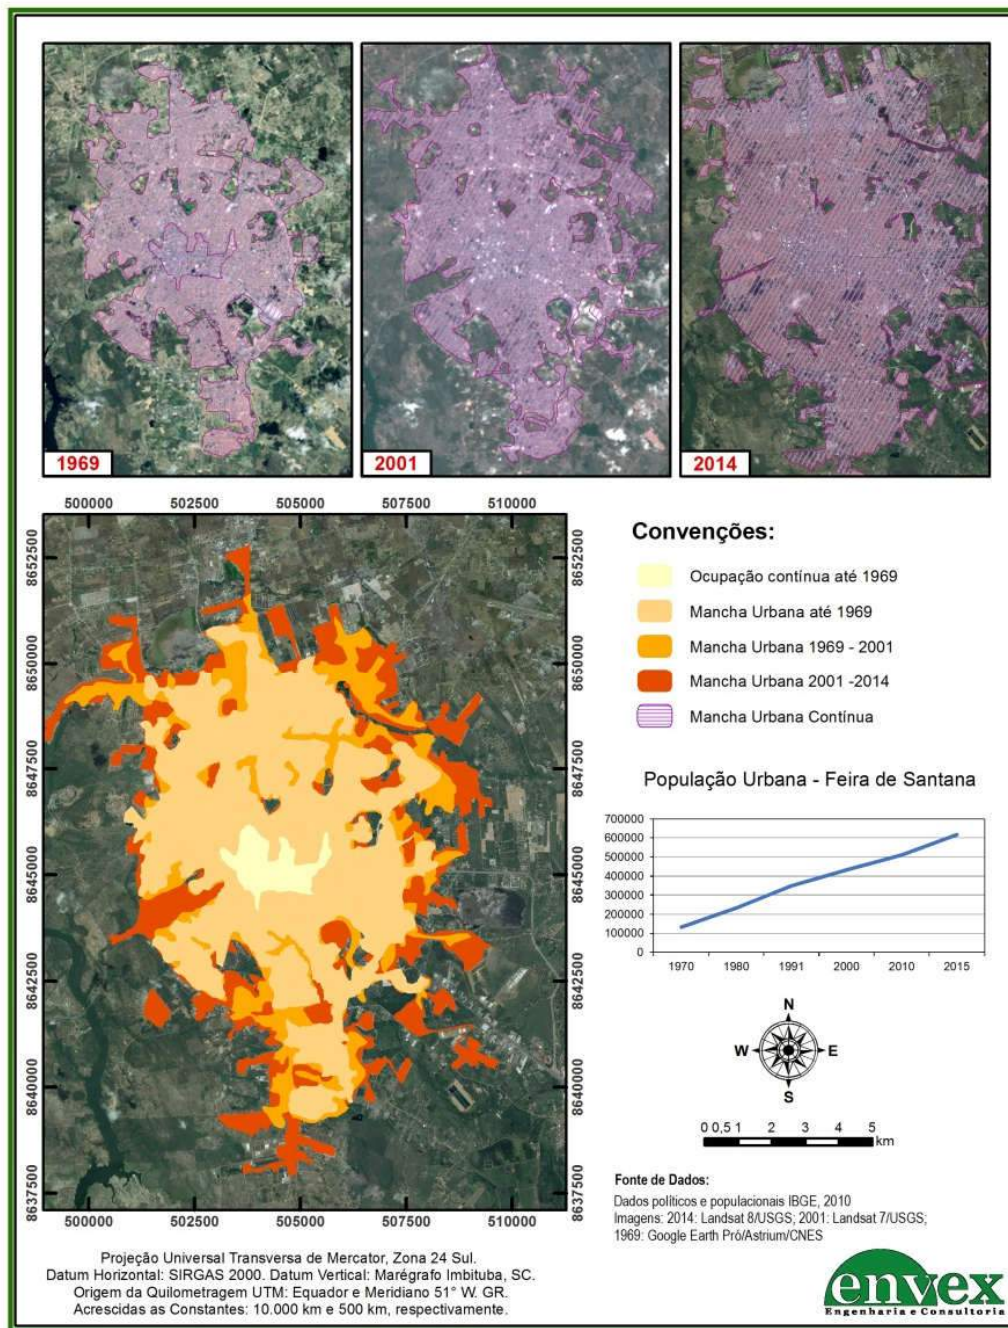 1969
2001
2014
500000 502500 505000 507500 510000
8652500
8650000
8647500
8645000
8642500
8640000
8637500
500000 502500 505000 507500 510000
Convenções:
Ocupação contínua até 1969
Mancha Urbana até 1969
Mancha Urbana 1969 - 2001
Mancha Urbana 2001 -2014
Mancha Urbana Contínua
População Urbana - Feira de Santana
700000
600000
500000
400000
300000
200000
100000
0
1970 1980 1991 2000 2010 2015
N
W E
S
0 0,5 1 2 3 4 5
km
Fonte de Dados:
Dados políticos e populacionais IBGE, 2010
Imagens: 2014: Landsat 8/USGS; 2001: Landsat 7/USGS;
1969: Google Earth Pró/Astrium/CNES
Projeção Universal Transversa de Mercator, Zona 24 Sul.
Datum Horizontal: SIRGAS 2000. Datum Vertical: Marégrafo Imbituba, SC.
Origem da Quilometragem UTM: Equador e Meridiano 51° W. GR.
Acrescidas as Constantes: 10.000 km e 500 km, respectivamente.
envex
Engenharia e Consultoria